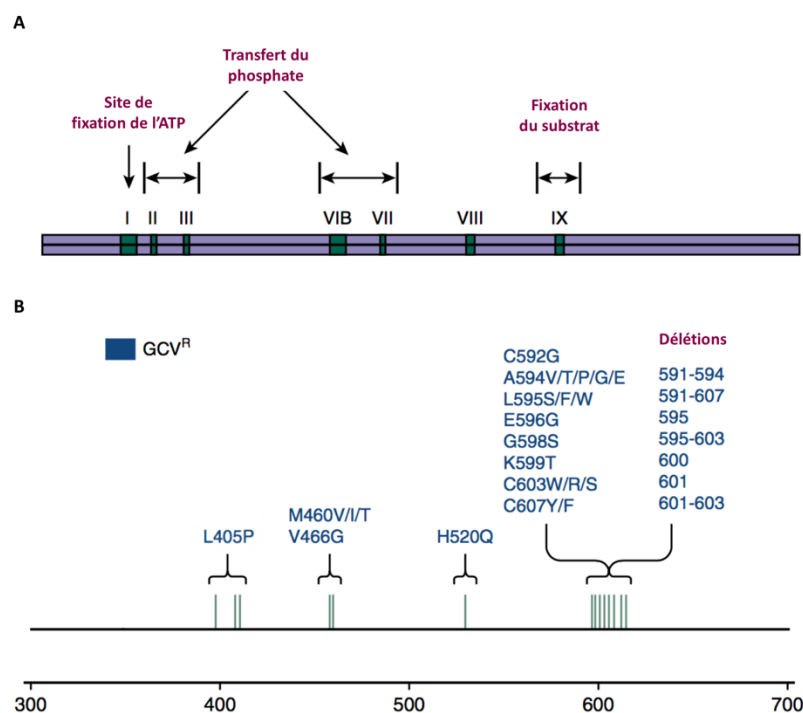 A
Transfert du
phosphate
Site de
fixation de l'ATP
Fixation
du substrat
I II III VIB VII VIII IX
B
GCV^R
Délétions
C592G
A594V/T/P/G/E
L595S/F/W
E596G
G598S
K599T
C603W/R/S
C607Y/F
591-594
591-607
595
595-603
600
601
601-603
L405P
M460V/I/T
V466G
H520Q
300 400 500 600 700